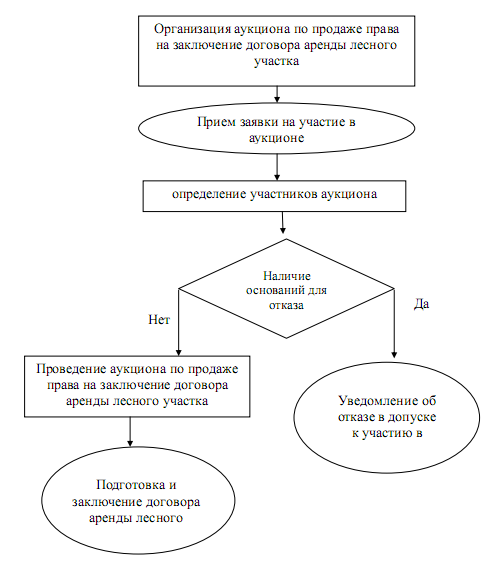 Организация аукциона по продаже права
на заключение договора аренды лесного
участка
Прием заявки на участие в
аукционе
определение участников аукциона
Наличие
оснований для
отказа
Нет
Да
Проведение аукциона по продаже
права на заключение договора
аренды лесного участка
Уведомление об
отказе в допуске
к участию в
Подготовка и
заключение договора
аренды лесного